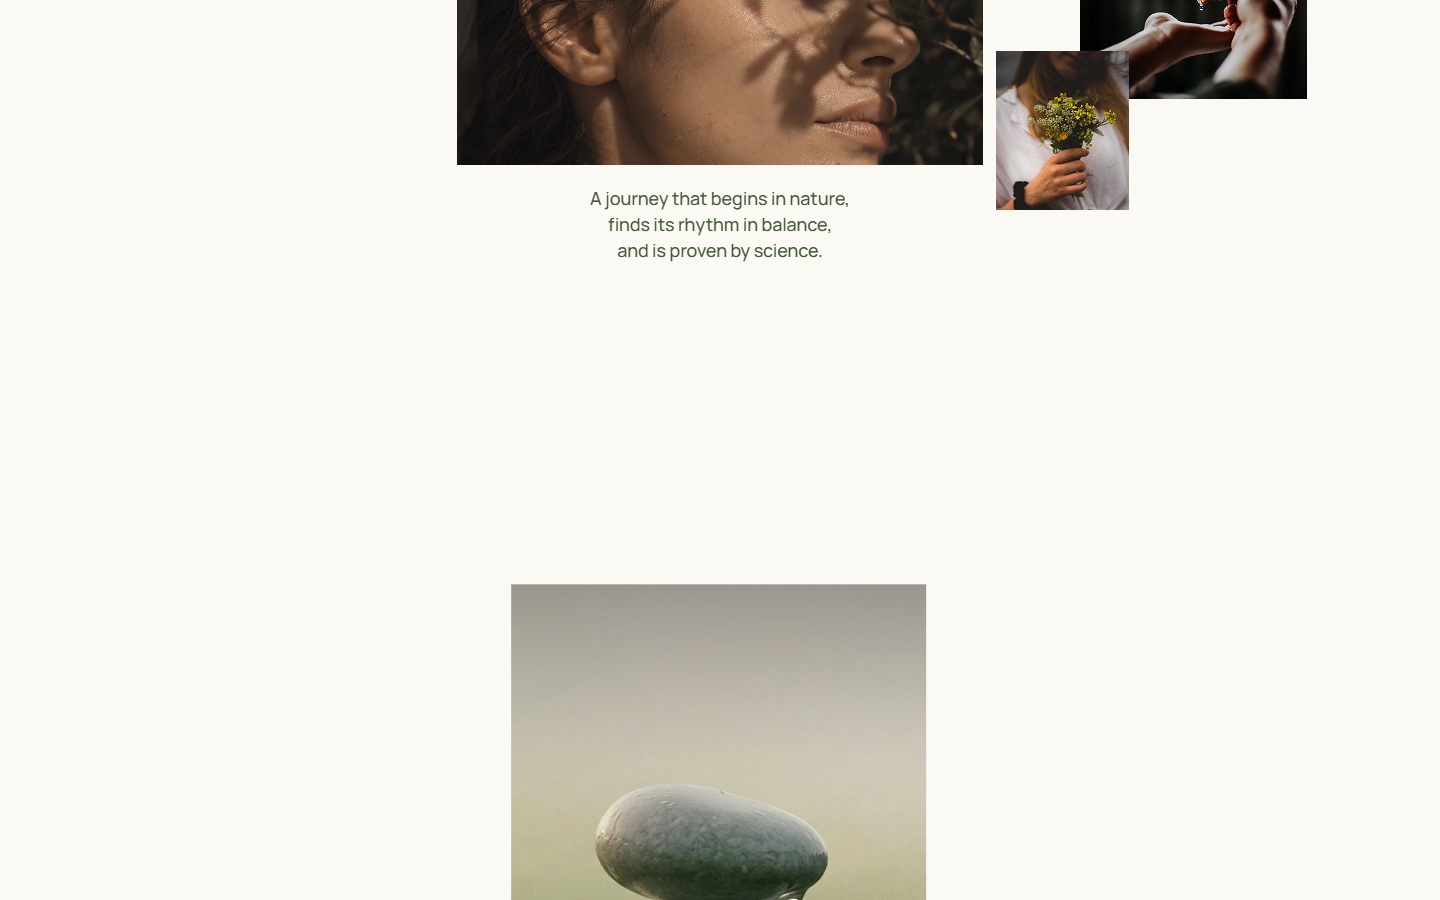 A journey that begins in nature,
finds its rhythm in balance,
and is proven by science.